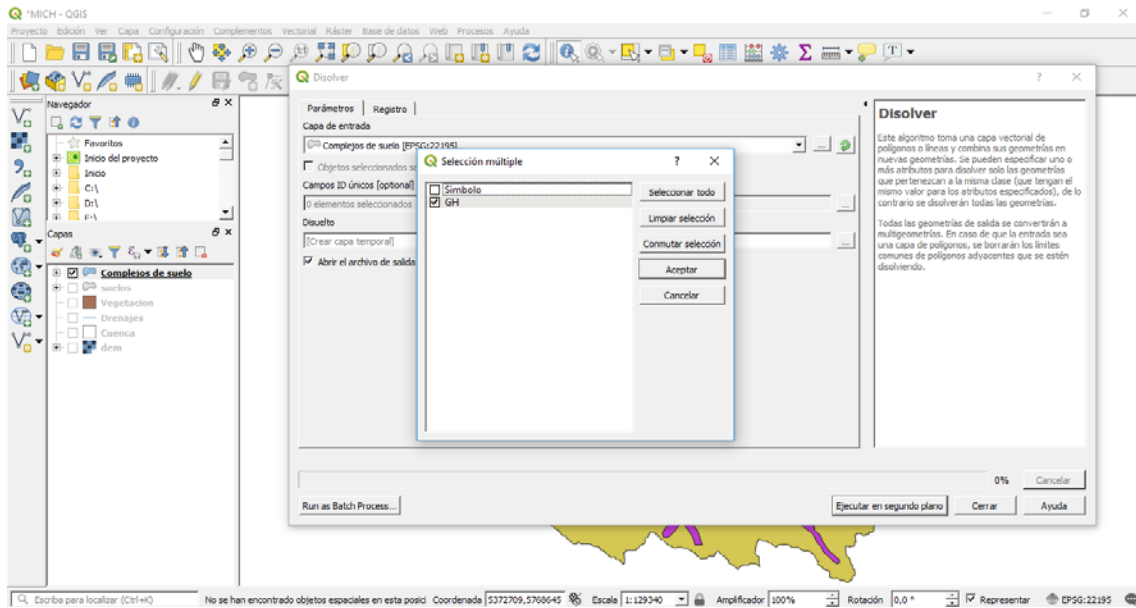 *MICH - QGIS
Proyecto Edición Ver Capa Configuración Complementos Vectorial Ráster Base de datos Web Procesos Ayuda
Disolver
Parámetros Registro
Capa de entrada
Complejos de suelo [EPSG:22195]
Objetos seleccionados
Campos ID únicos [optional]
0 elementos seleccionados
Disuelto
[Crear capa temporal]
Abrir el archivo de salida
Selección múltiple
Simbolo
GH
Seleccionar todo
Limpiar selección
Conmutar selección
Aceptar
Cancelar
Disolver
Este algoritmo toma una capa vectorial de
polígonos o líneas y combina sus geometrías en
nuevas geometrías. Se pueden especificar uno o
más atributos para disolver solo las geometrías
que pertenezcan a la misma clase (que tengan el
mismo valor para los atributos especificados), de lo
contrario se disolverán todas las geometrías.
Todas las geometrías de salida se convertirán a
multigeometrías. En caso de que la entrada sea
una capa de polígonos, se borrarán los límites
comunes de polígonos adyacentes que se estén
disolviendo.
0%
Cancelar
Run as Batch Process...
Ejecutar en segundo plano
Cerrar
Ayuda
Navegador
Favoritos
Inicio del proyecto
Inicio
C:\
D:\
E:\
Capas
Complejos de suelo
suelos
Vegetacion
Drenajes
Cuenca
dem
Escriba para localizar (Ctrl+K)
No se han encontrado objetos espaciales en esta posici
Coordenada 5372709,5768645
Escala 1:129340
Amplificador 100%
Rotación 0,0 °
Representar
EPSG:22195